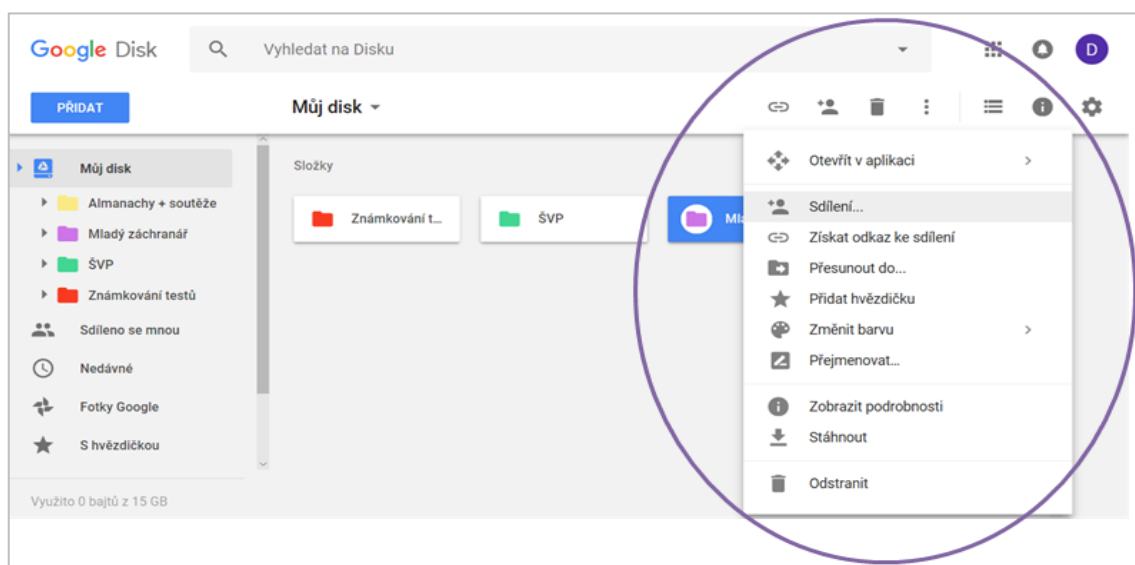 Google Disk
Vyhledat na Disku
D
PŘIDAT
Můj disk
Můj disk
Almanachy + soutěže
Mladý záchranář
ŠVP
Známkování testů
Sdíleno se mnou
Nedávné
Fotky Google
S hvězdičkou
Využito 0 bajtů z 15 GB
Složky
Známkování t...
ŠVP
Mla
Otevřít v aplikaci
Sdílení...
Získat odkaz ke sdílení
Přesunout do...
Přidat hvězdičku
Změnit barvu
Přejmenovat...
Zobrazit podrobnosti
Stáhnout
Odstranit